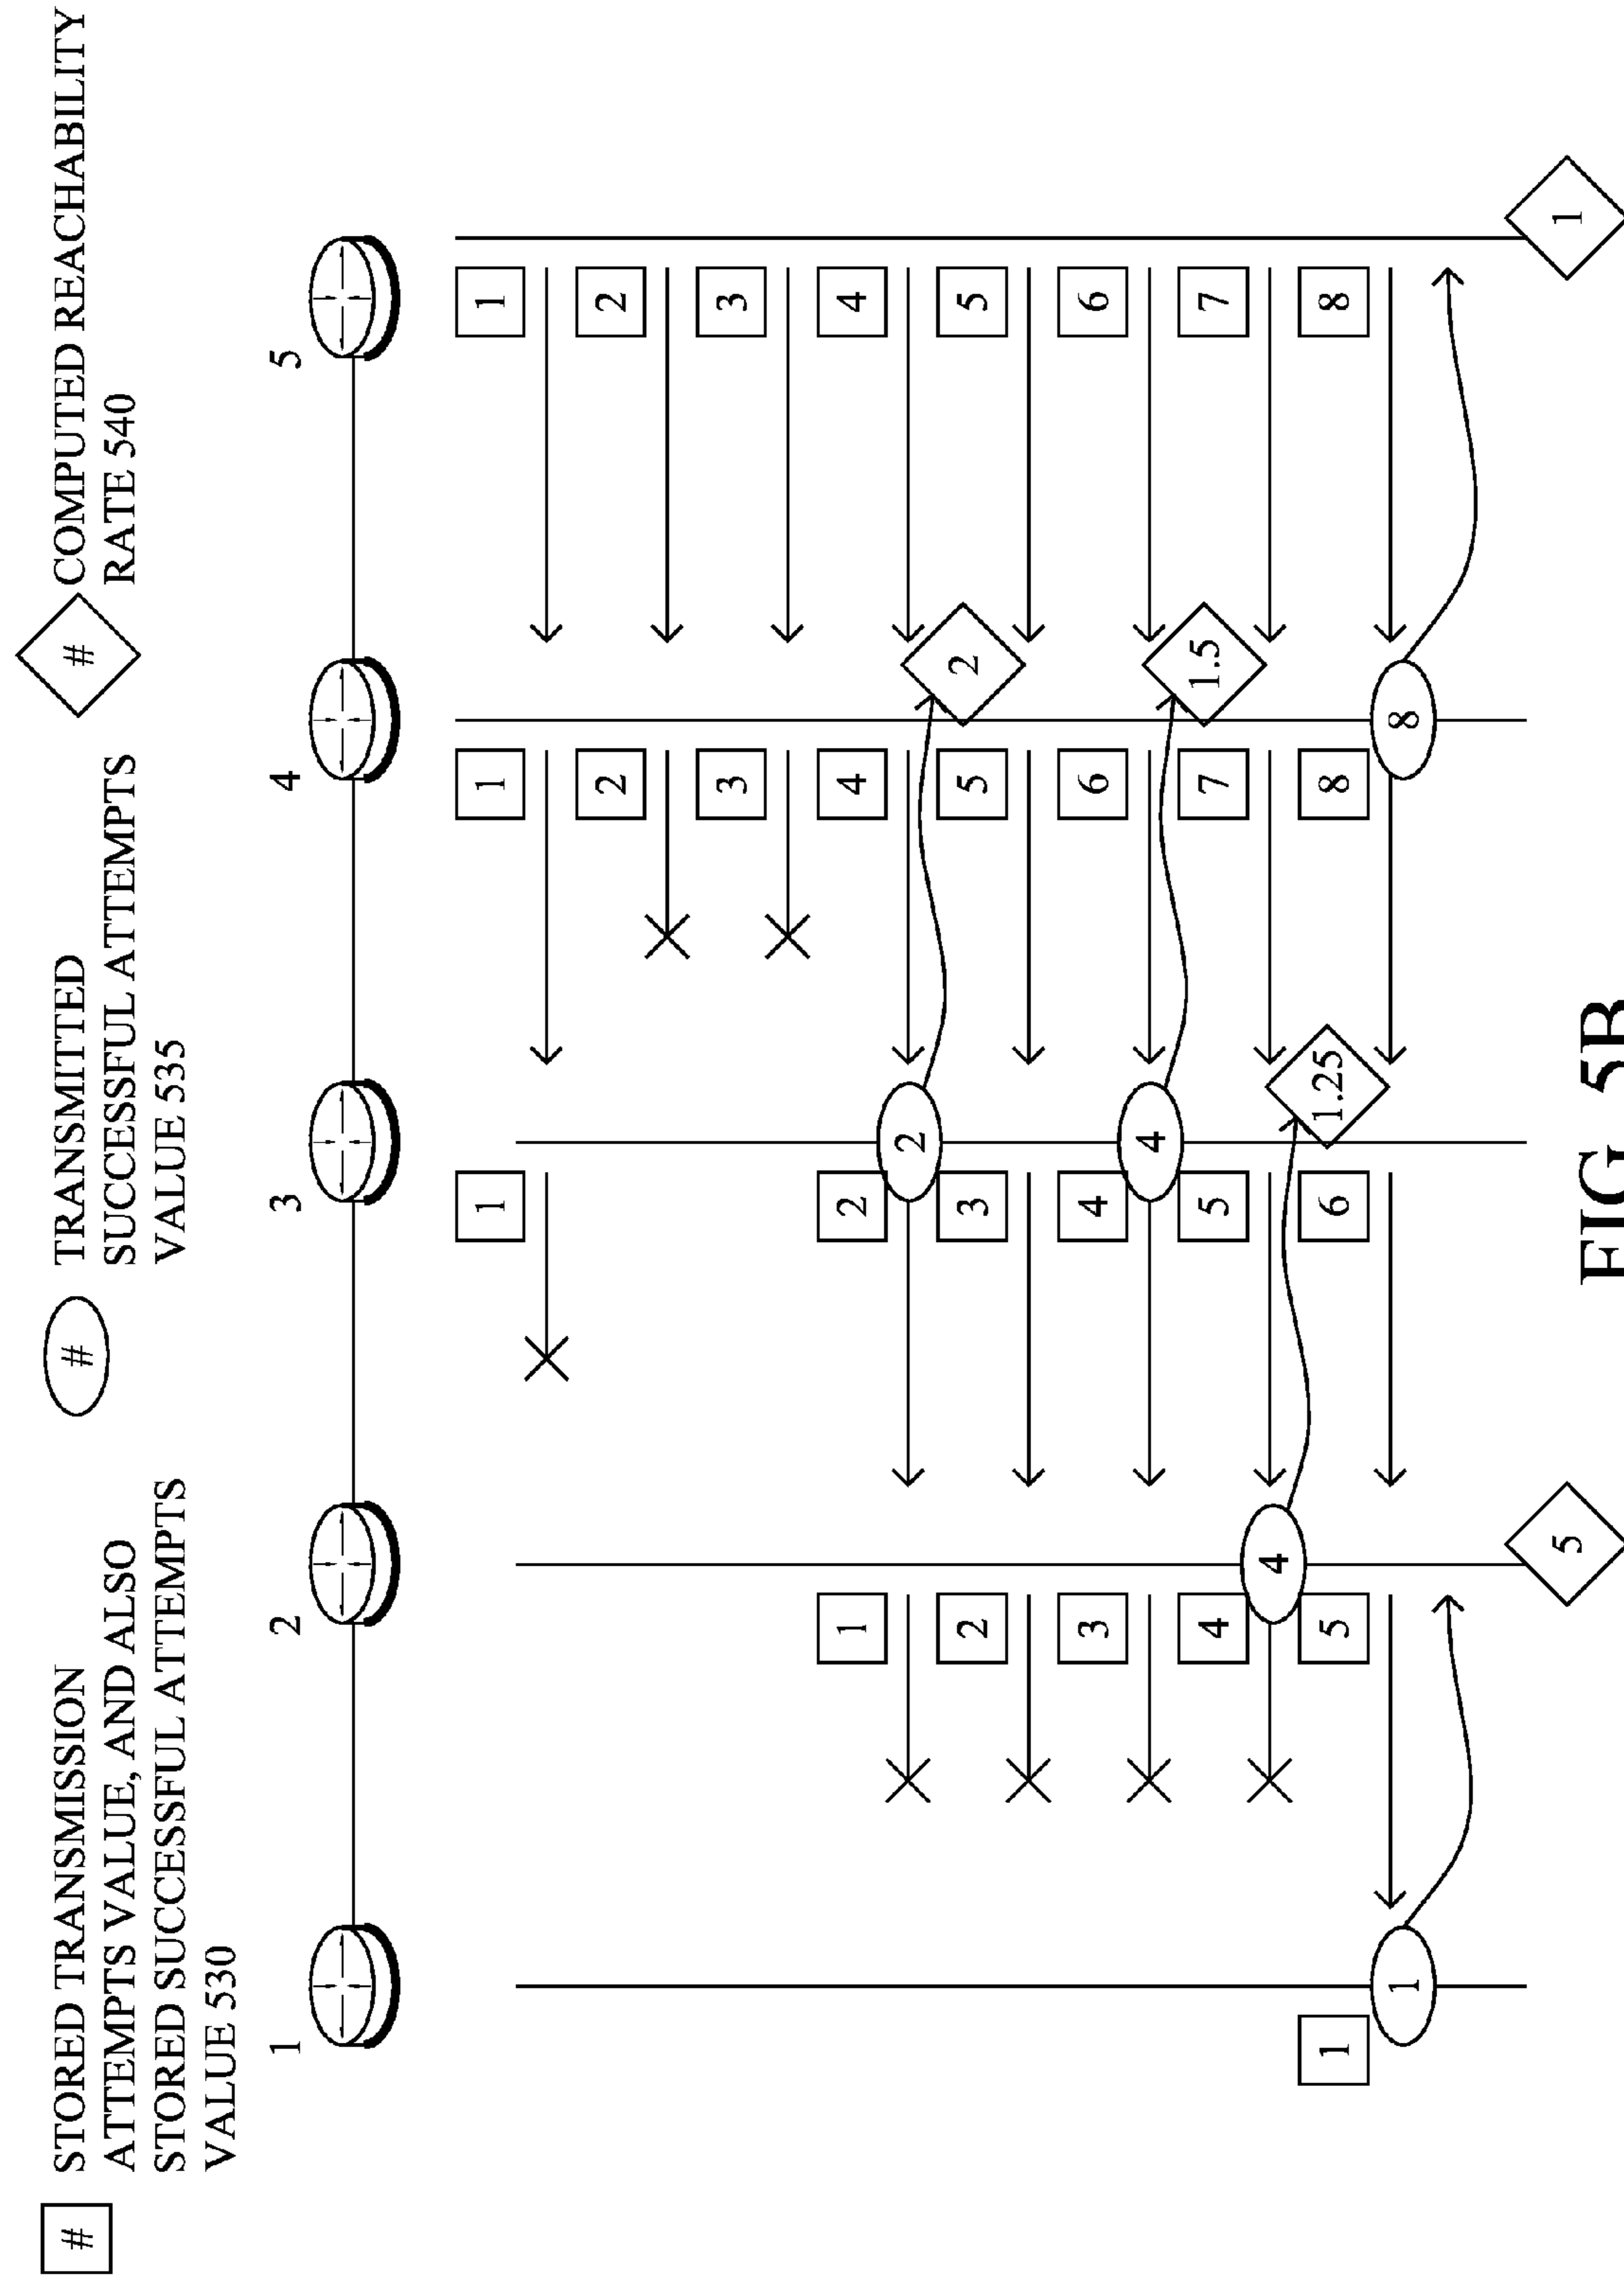 # STORED TRANSMISSION
ATTEMPTS VALUE, AND ALSO
STORED SUCCESSFUL ATTEMPTS
VALUE 530
# TRANSMITTED
SUCCESSFUL ATTEMPTS
VALUE 535
# COMPUTED REACHABILITY
RATE 540
1 2 3 4 5
1 1 1
2 2
3 3
1 2 4 4
2 2
2 3 5 5
3 4 6 6
4 1.5
4 5 7 7
4 1.25
1 5 6 8 8
1 8
5 1
FIG. 5B